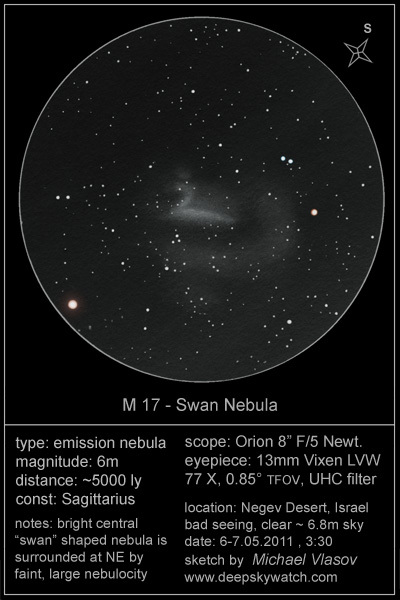 S
M 17 - Swan Nebula
type: emission nebula
magnitude: 6m
distance: ~5000 ly
const: Sagittarius
notes: bright central
"swan" shaped nebula is
surrounded at NE by
faint, large nebulocity
scope: Orion 8" F/5 Newt.
eyepiece: 13mm Vixen LVW
77 X, 0.85° TFOV, UHC filter
location: Negev Desert, Israel
bad seeing, clear ~ 6.8m sky
date: 6-7.05.2011 , 3:30
sketch by Michael Vlasov
www.deepskywatch.com